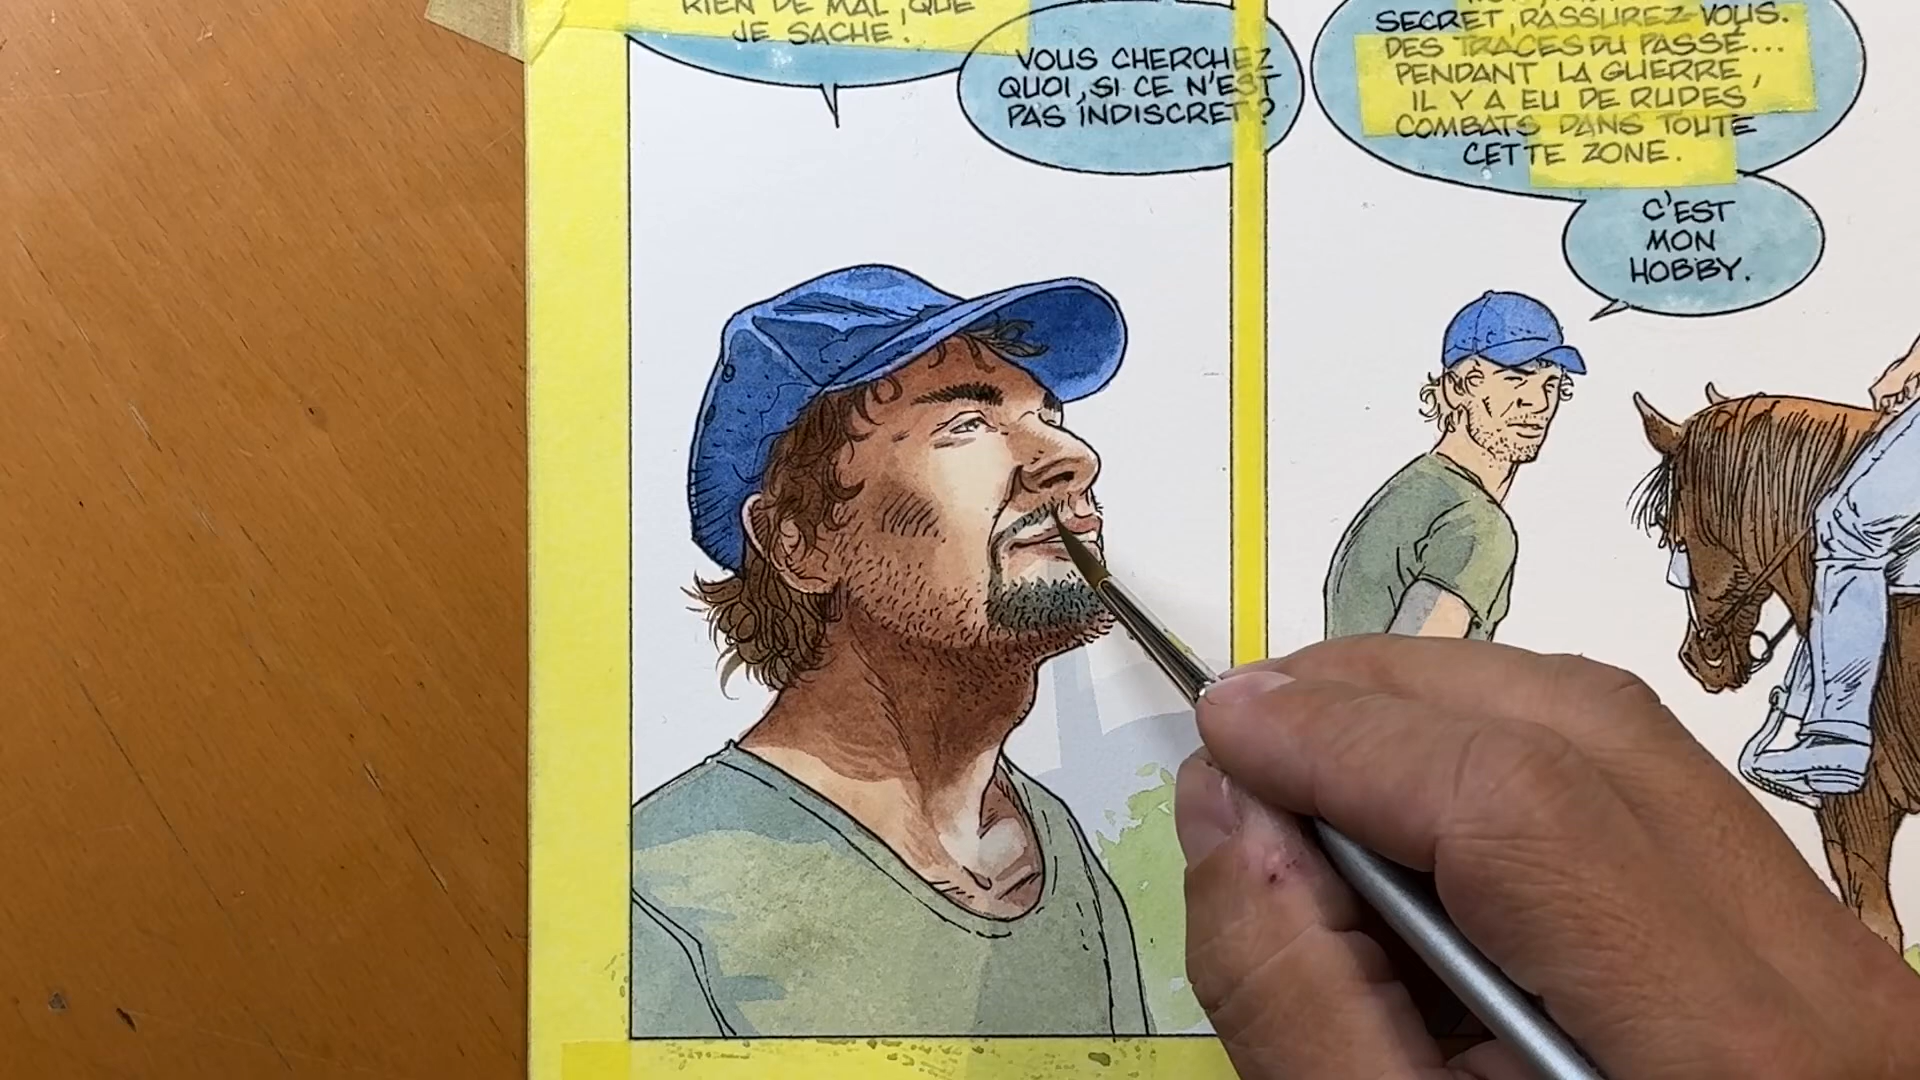 RIEN DE MAL, QUE
JE SACHE.
VOUS CHERCHEZ
QUOI, SI CE N'EST
PAS INDISCRET ?
SECRET, RASSUREZ-VOUS.
DES TRACES DU PASSÉ...
PENDANT LA GUERRE,
IL Y A EU DE RUDES
COMBATS DANS TOUTE
CETTE ZONE.
C'EST
MON
HOBBY.